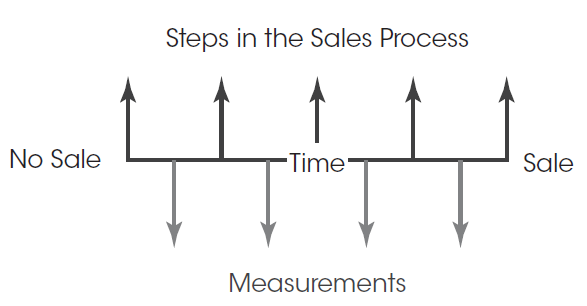 Steps in the Sales Process
No Sale
Time
Sale
Measurements